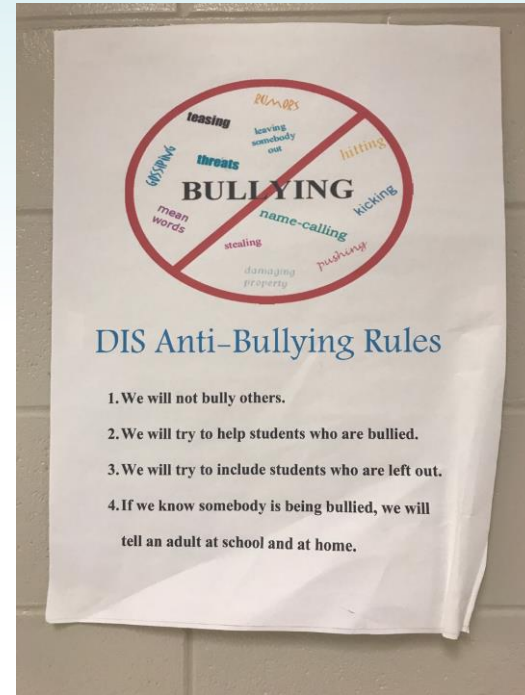 RUMORS
teasing
leaving
somebody
out
hitting
GOSSIPING
threats
BULLYING
kicking
mean
words
name-calling
stealing
pushing
damaging
property
DIS Anti-Bullying Rules
1. We will not bully others.
2. We will try to help students who are bullied.
3. We will try to include students who are left out.
4. If we know somebody is being bullied, we will
tell an adult at school and at home.